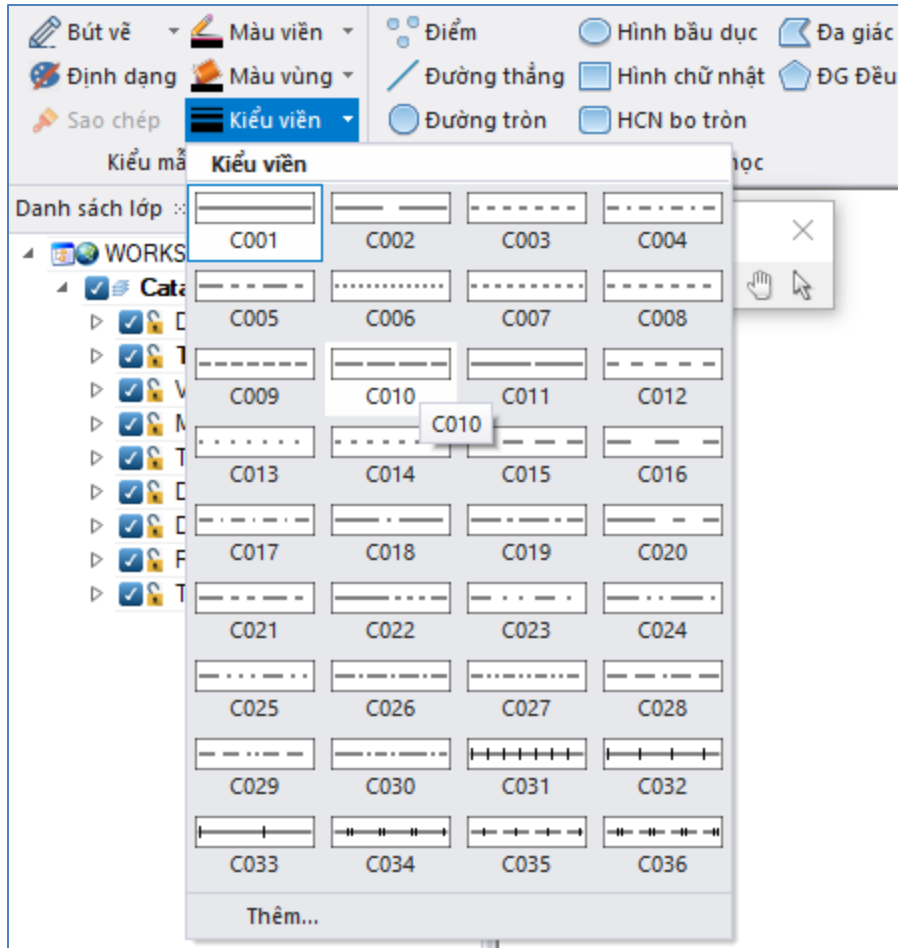 Bút vẽ Màu viền Điểm Hình bầu dục Đa giác
Định dạng Màu vùng Đường thẳng Hình chữ nhật ĐG Đều
Sao chép Kiểu viền Đường tròn HCN bo tròn
Kiểu mẫ học
Kiểu viền
Danh sách lớp
C001 C002 C003 C004
WORKS
Cata
C005 C006 C007 C008
D
T
C009 C010 C011 C012
V
M
C010
C013 C014 C015 C016
T
D
C017 C018 C019 C020
D
F
T
C021 C022 C023 C024
C025 C026 C027 C028
C029 C030 C031 C032
C033 C034 C035 C036
Thêm...